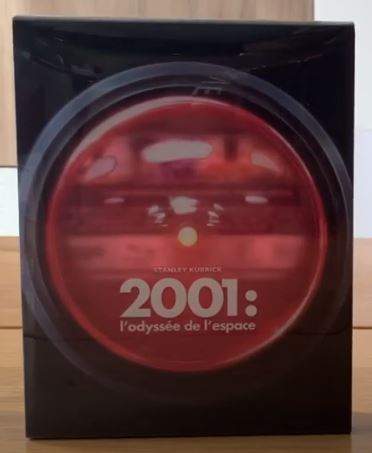 STANLEY KUBRICK
2001:
l'odyssée de l'espace